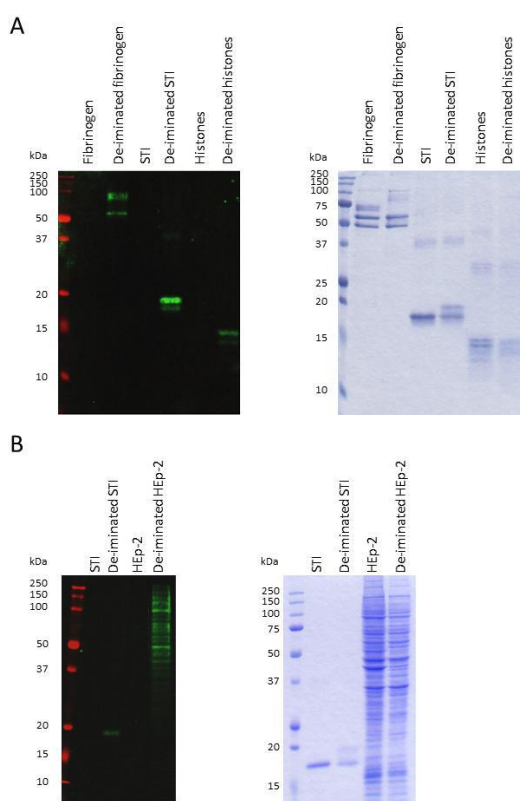 A
Fibrinogen
De-iminated fibrinogen
STI
De-iminated STI
Histones
De-iminated histones
kDa
250
150
100
50
37
20
15
10
Fibrinogen
De-iminated fibrinogen
STI
De-iminated STI
Histones
De-iminated histones
kDa
250
150
100
75
50
37
25
20
15
10
B
STI
De-iminated STI
HEp-2
De-iminated HEp-2
kDa
250
150
100
50
37
20
15
10
STI
De-iminated STI
HEp-2
De-iminated HEp-2
kDa
250
150
100
75
50
37
20
15